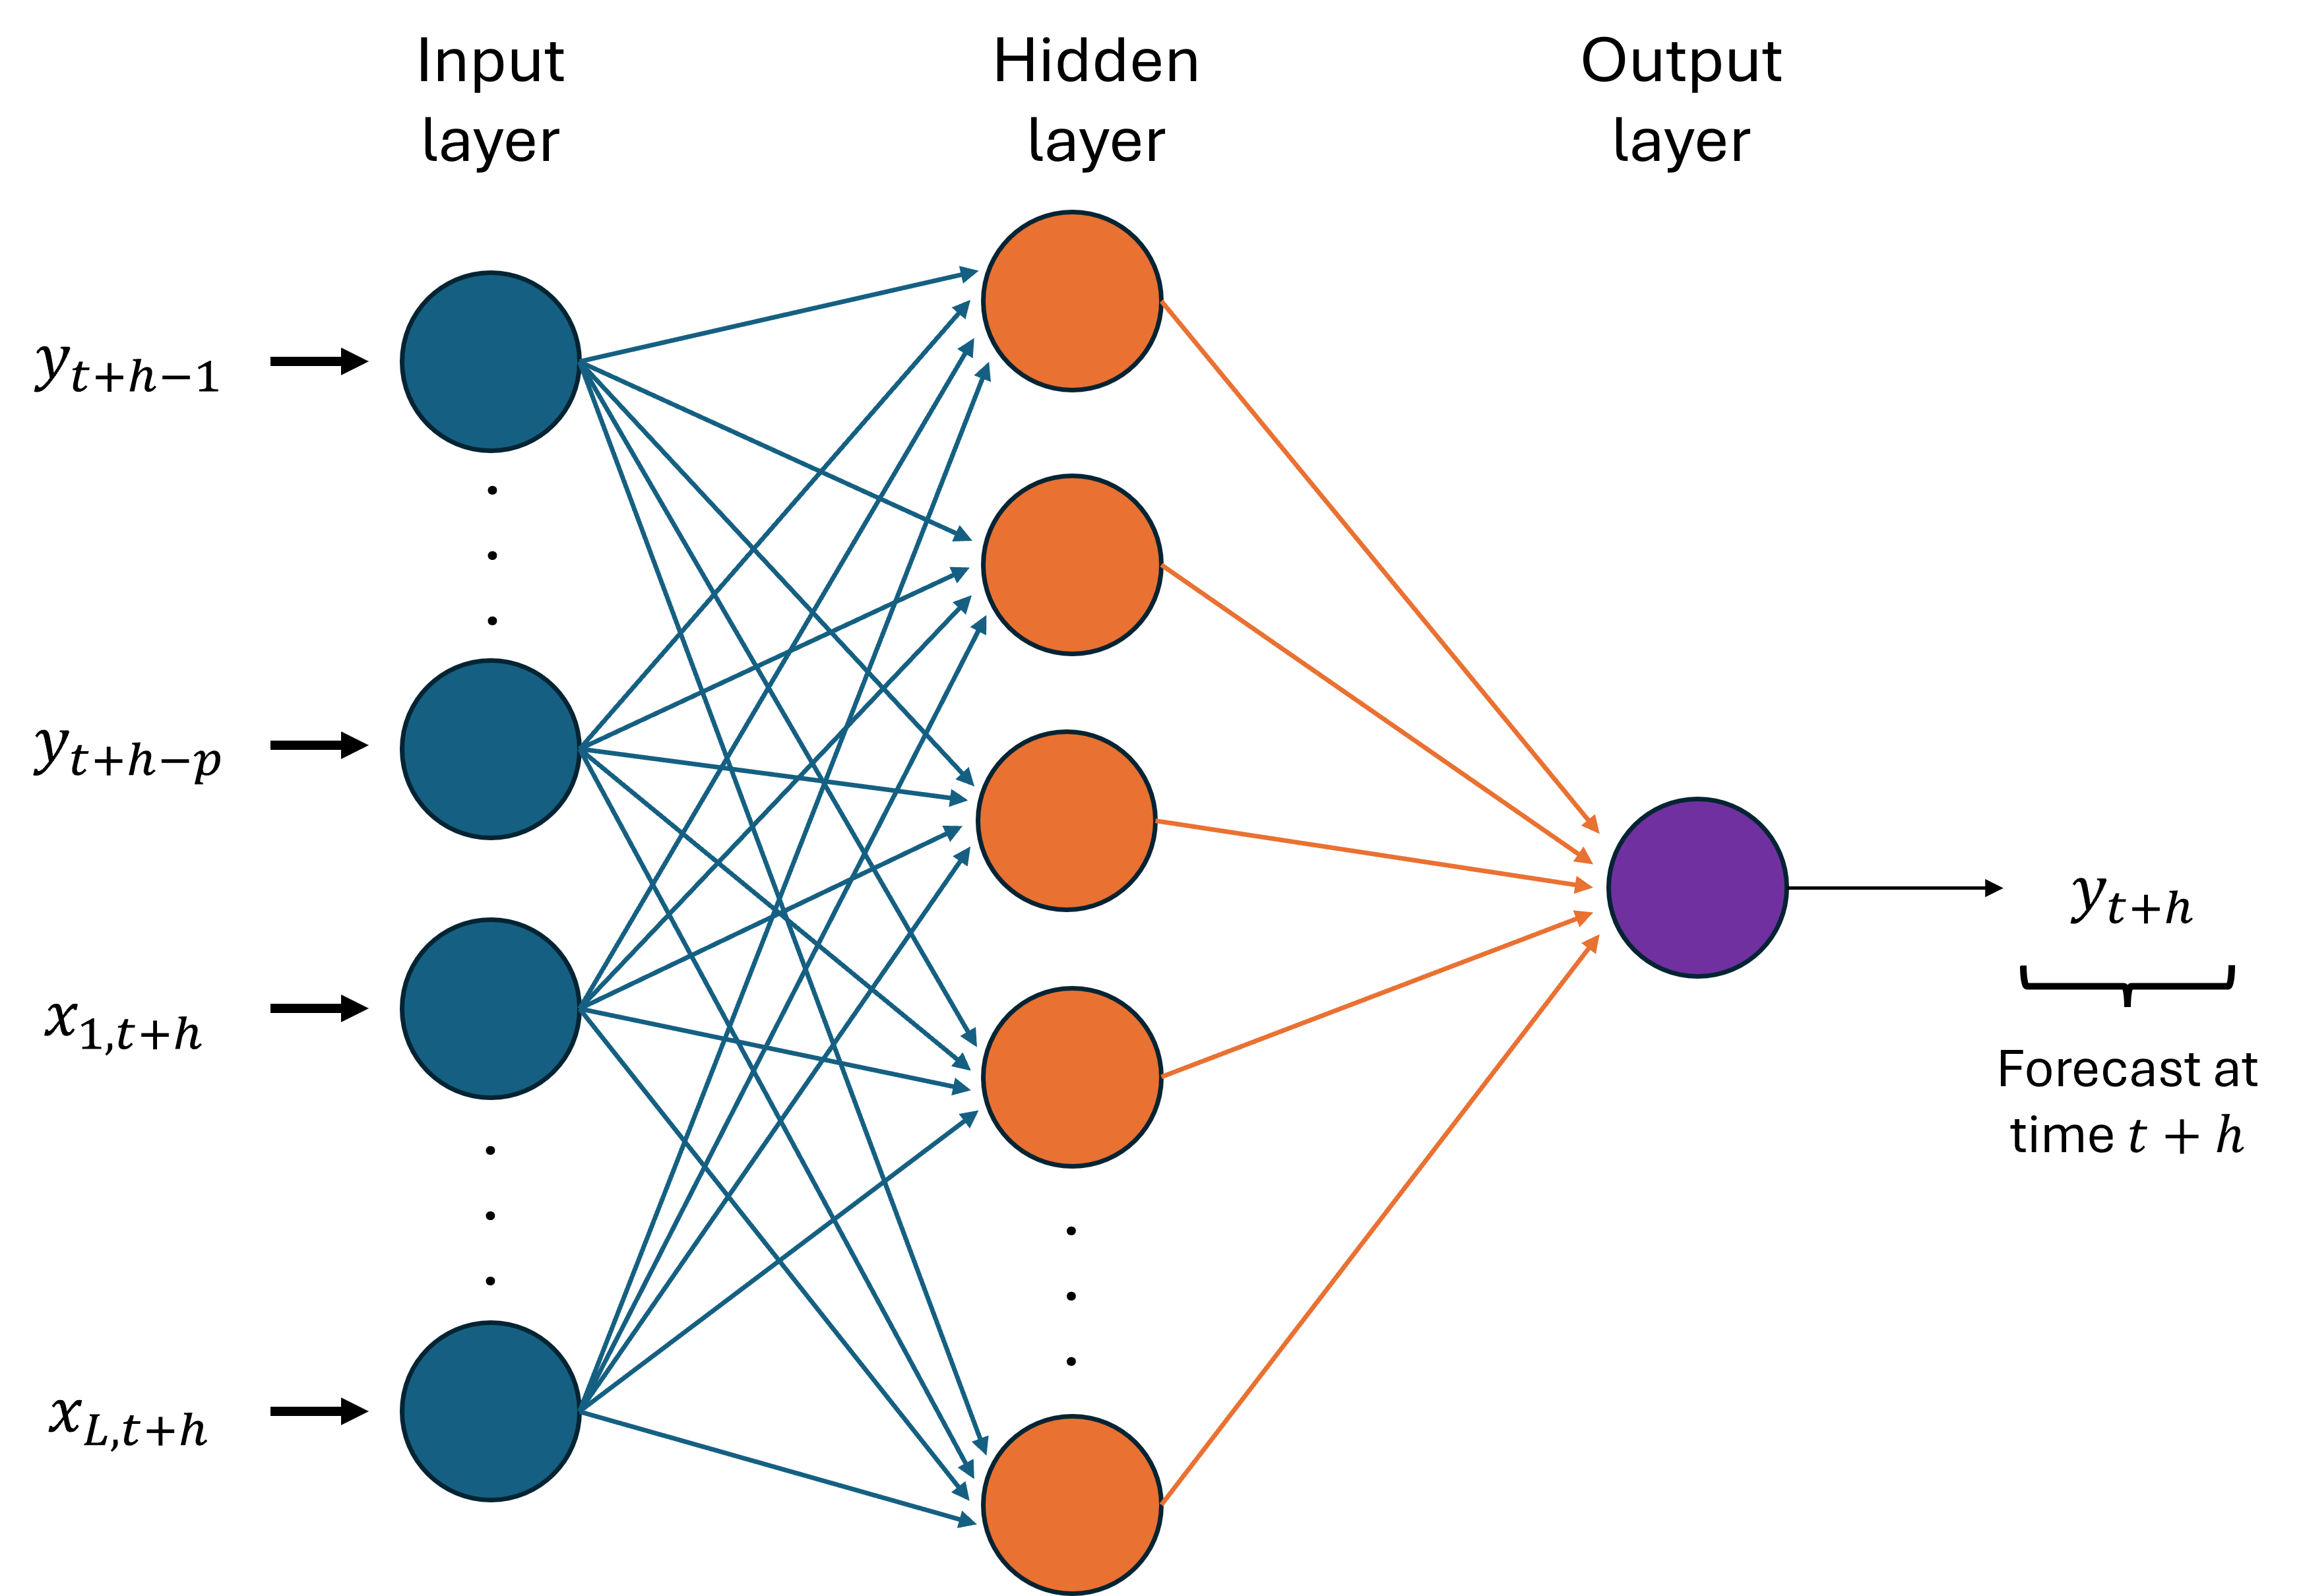 Input
layer
Hidden
layer
Output
layer
y_{t+h−1}
y_{t+h−p}
x_{1,t+h}
x_{L,t+h}
y_{t+h}
Forecast at
time t + h